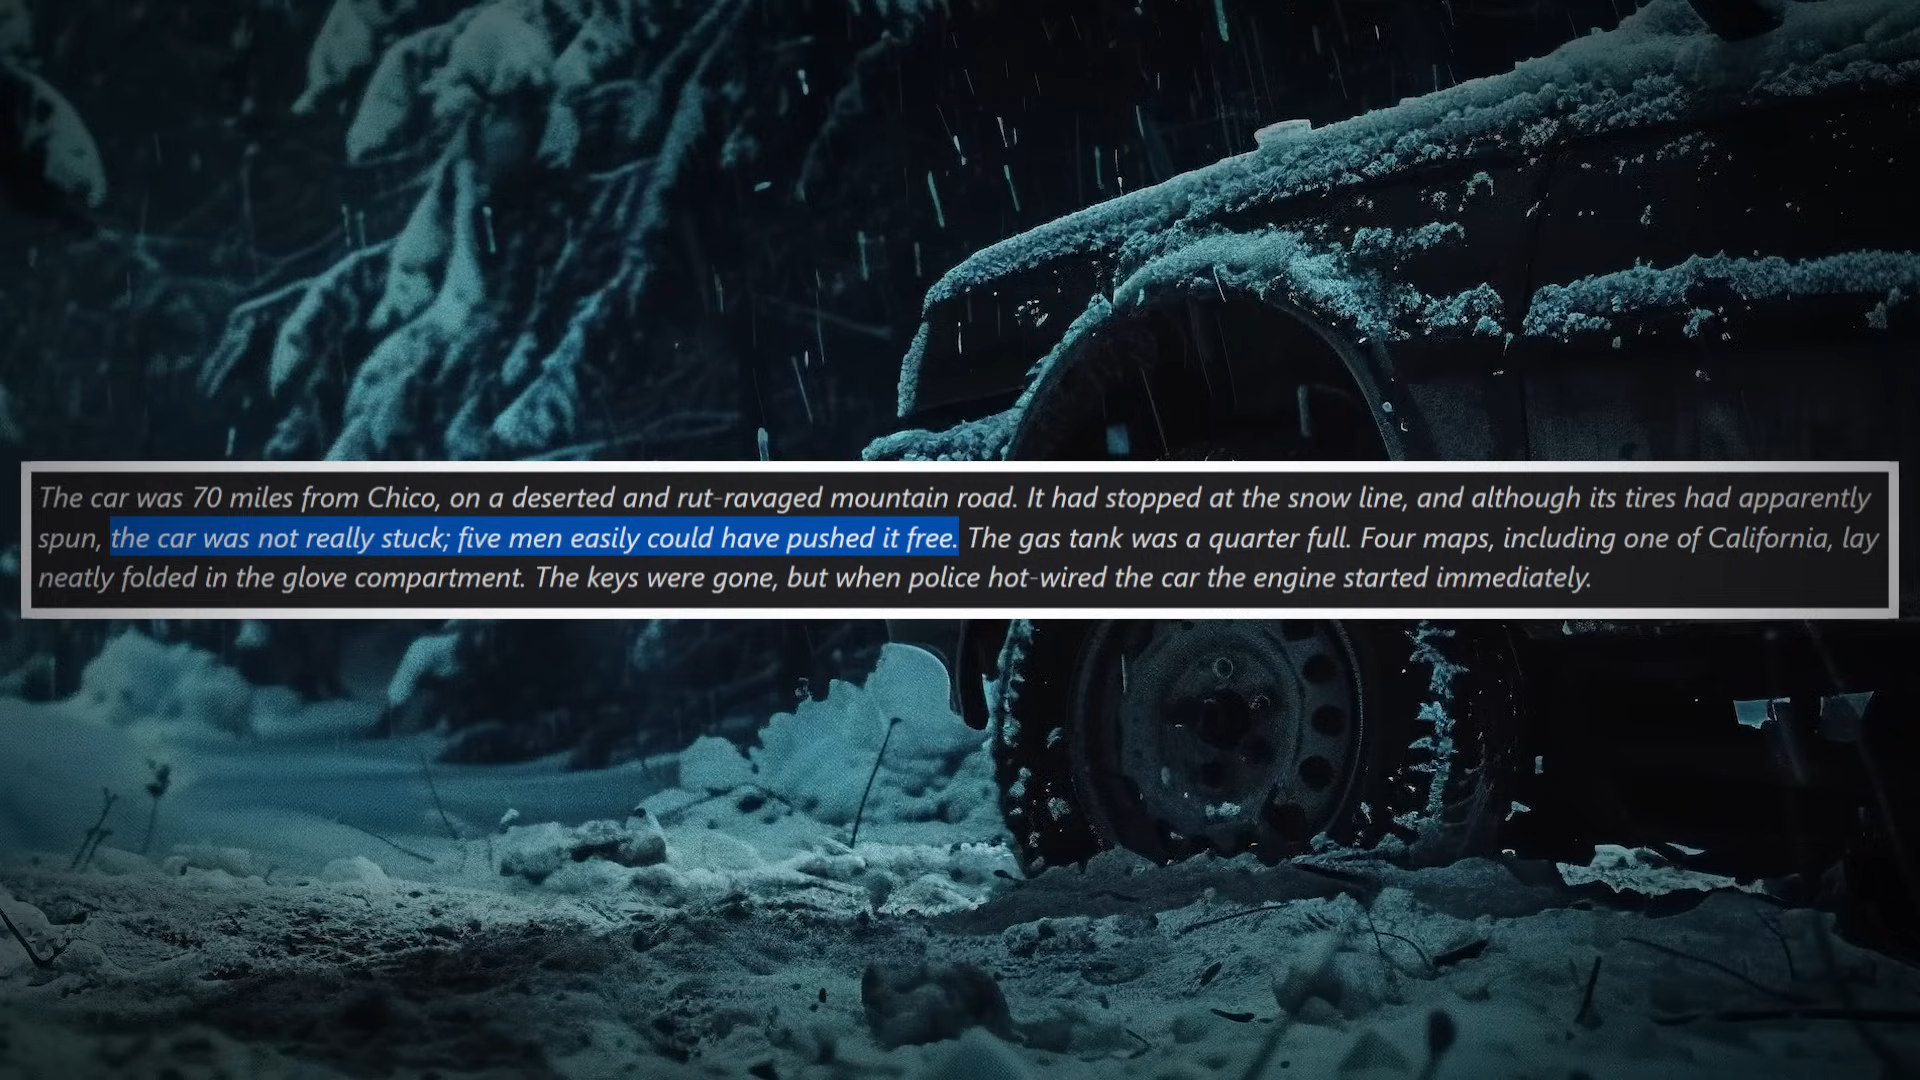 The car was 70 miles from Chico, on a deserted and rut-ravaged mountain road. It had stopped at the snow line, and although its tires had apparently
spun, the car was not really stuck; five men easily could have pushed it free. The gas tank was a quarter full. Four maps, including one of California, lay
neatly folded in the glove compartment. The keys were gone, but when police hot-wired the car the engine started immediately.